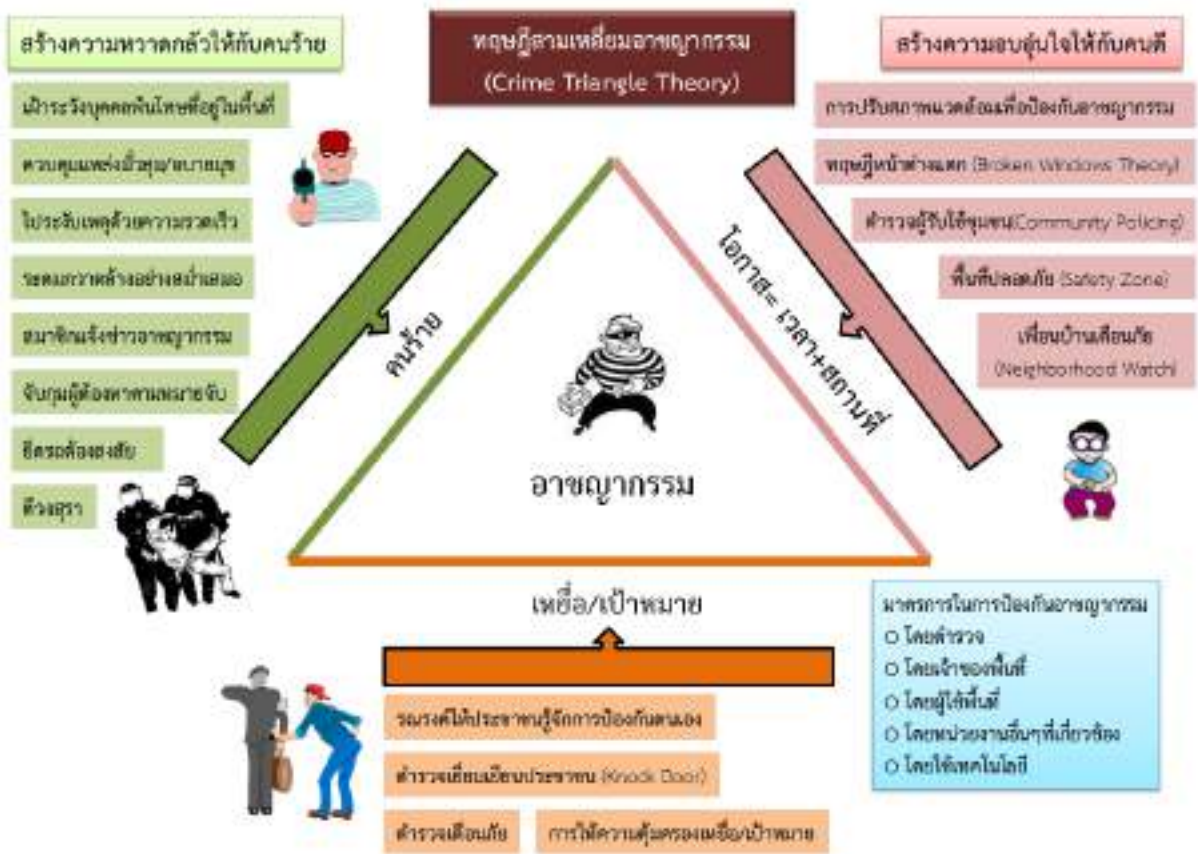 สร้างความหวาดกลัวให้กับคนร้าย
เฝ้าระวังบุคคลพ้นโทษที่อยู่ในพื้นที่
ควบคุมแหล่งมั่วสุม/อบายมุข
ไประงับเหตุด้วยความรวดเร็ว
ระดมกวาดล้างอย่างสม่ำเสมอ
สมาชิกแจ้งข่าวอาชญากรรม
จับกุมผู้ต้องหาตามหมายจับ
ยึดรถต้องสงสัย
ตีวงสุรา
ทฤษฎีสามเหลี่ยมอาชญากรรม
(Crime Triangle Theory)
สร้างความอบอุ่นใจให้กับคนดี
การปรับสภาพแวดล้อมเพื่อป้องกันอาชญากรรม
ทฤษฎีหน้าต่างแตก (Broken Windows Theory)
ตำรวจผู้รับใช้ชุมชน(Community Policing)
พื้นที่ปลอดภัย (Safety Zone)
เพื่อนบ้านเตือนภัย
(Neighborhood Watch)
คนร้าย
โอกาส= เวลา+สถานที่
อาชญากรรม
เหยื่อ/เป้าหมาย
รณรงค์ให้ประชาชนรู้จักการป้องกันตนเอง
ตำรวจเยี่ยมเยียนประชาชน (Knock Door)
ตำรวจเตือนภัย
การให้ความคุ้มครองเหยื่อ/เป้าหมาย
มาตรการในการป้องกันอาชญากรรม
○ โดยตำรวจ
○ โดยเจ้าของพื้นที่
○ โดยผู้ใช้พื้นที่
○ โดยหน่วยงานอื่นๆที่เกี่ยวข้อง
○ โดยใช้เทคโนโลยี